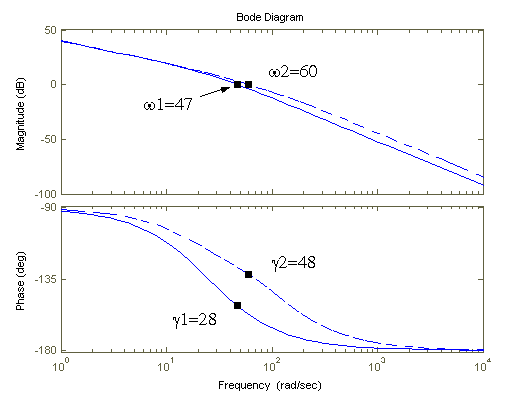 Bode Diagram
50
0
-50
-100
Magnitude (dB)
ω2=60
ω1=47
-90
-135
-180
Phase (deg)
γ2=48
γ1=28
10^0
10^1
10^2
10^3
10^4
Frequency (rad/sec)